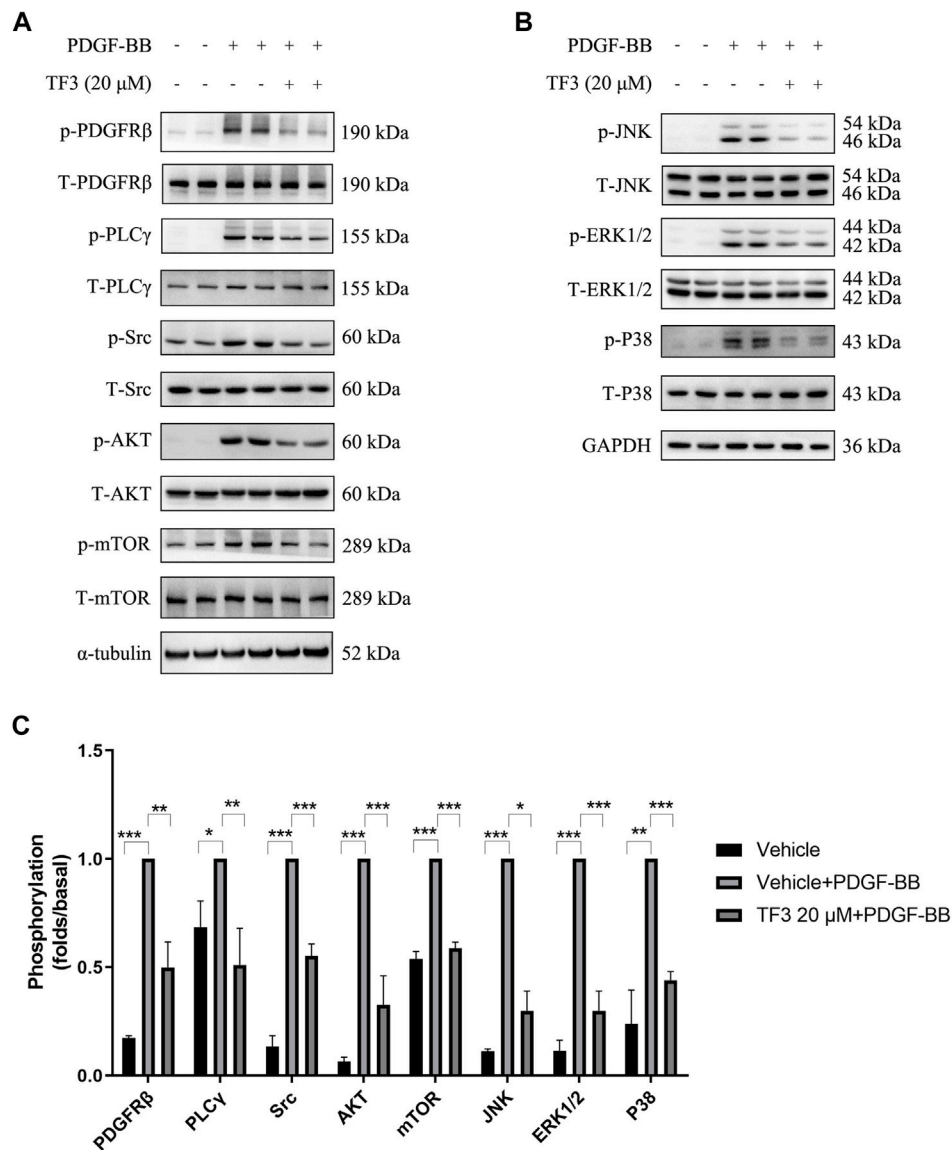 A
PDGF-BB - - + + + +
TF3 (20 μM) - - - - + +
p-PDGFRβ 190 kDa
T-PDGFRβ 190 kDa
p-PLCγ 155 kDa
T-PLCγ 155 kDa
p-Src 60 kDa
T-Src 60 kDa
p-AKT 60 kDa
T-AKT 60 kDa
p-mTOR 289 kDa
T-mTOR 289 kDa
α-tubulin 52 kDa
B
PDGF-BB - - + + + +
TF3 (20 μM) - - - - + +
p-JNK 54 kDa
46 kDa
T-JNK 54 kDa
46 kDa
p-ERK1/2 44 kDa
42 kDa
T-ERK1/2 44 kDa
42 kDa
p-P38 43 kDa
T-P38 43 kDa
GAPDH 36 kDa
C
Phosphorylation
(folds/basal)
1.5
1.0
0.5
0.0
*** **
* **
*** ***
*** ***
*** ***
*** *
*** ***
** ***
PDGFRβ
PLCγ
Src
AKT
mTOR
JNK
ERK1/2
P38
Vehicle
Vehicle+PDGF-BB
TF3 20 μM+PDGF-BB